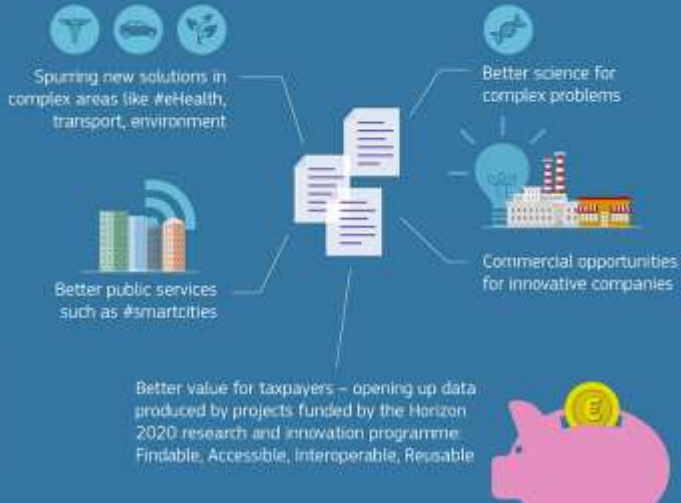 Spurring new solutions in
complex areas like #eHealth,
transport, environment
Better science for
complex problems
Better public services
such as #smartcities
Commercial opportunities
for innovative companies
Better value for taxpayers – opening up data
produced by projects funded by the Horizon
2020 research and innovation programme:
Findable, Accessible, Interoperable, Reusable
€